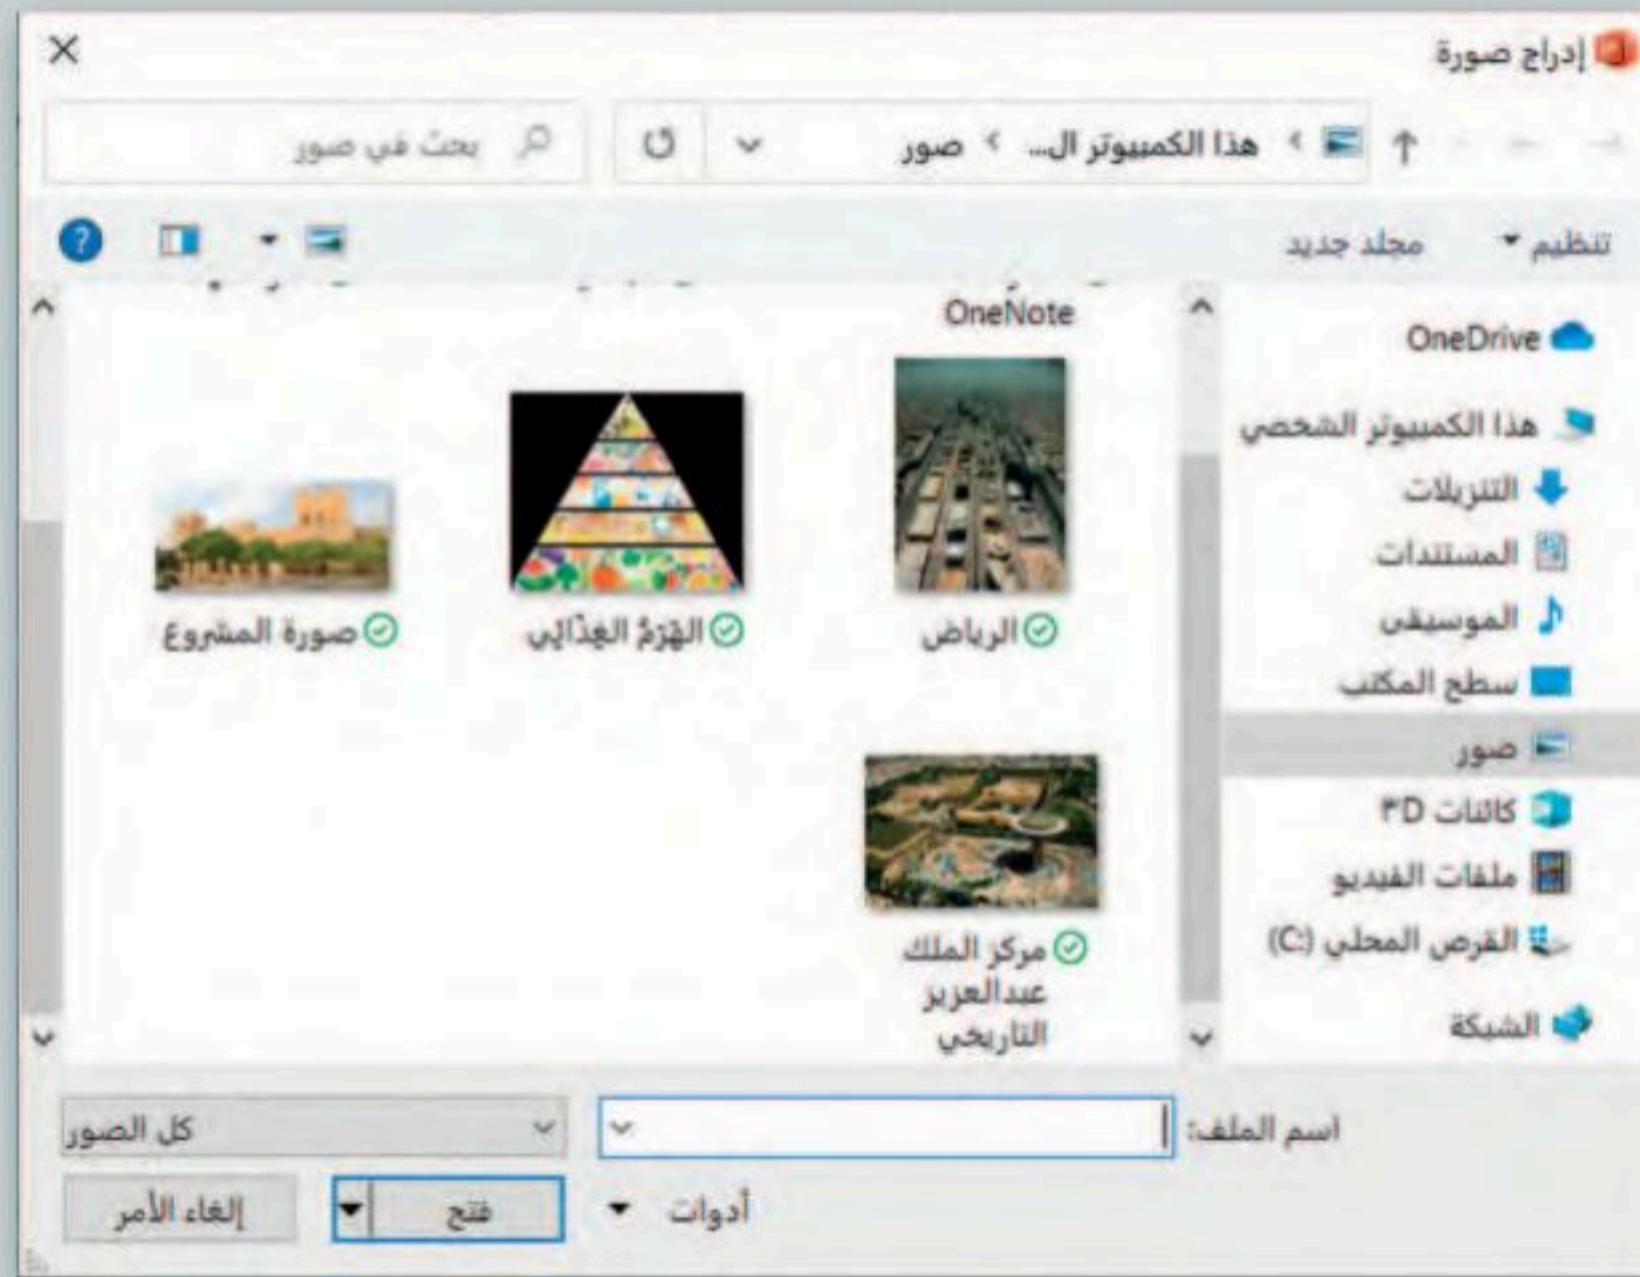 إدراج صورة
هذا الكمبيوتر ال... › صور
بحث في صور
تنظيم
مجلد جديد
OneDrive
هذا الكمبيوتر الشخصي
التنزيلات
المستندات
الموسيقى
سطح المكتب
صور
كائنات ٣D
ملفات الفيديو
القرص المحلي (C:)
الشبكة
OneNote
الرياض
الهَرَمُ الغِذَائِي
صورة المشروع
مركز الملك
عبدالعزيز
التاريخي
اسم الملف:
كل الصور
أدوات
فتح
إلغاء الأمر